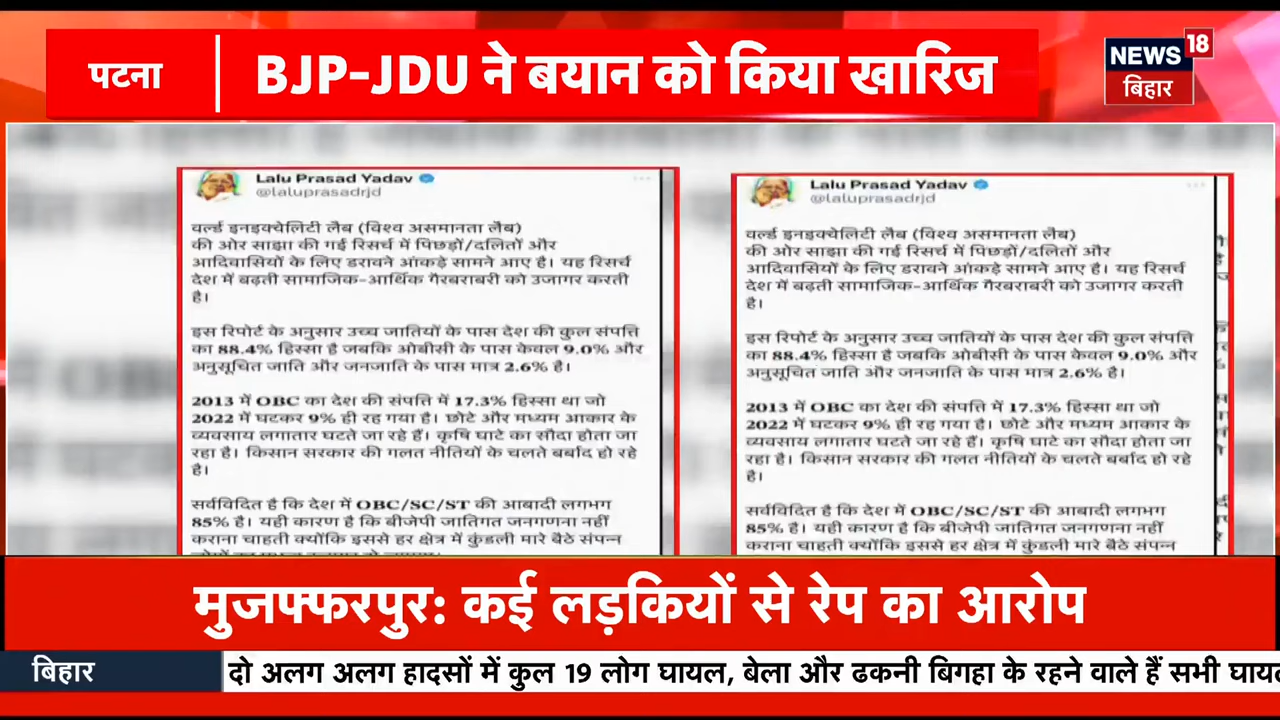 पटना
BJP-JDU ने बयान को किया खारिज
NEWS 18
बिहार
Lalu Prasad Yadav
@laluprasadrjd
वर्ल्ड इनइक्वेलिटी लैब (विश्व असमानता लैब)
की ओर साझा की गई रिसर्च में पिछड़ों/दलितों और
आदिवासियों के लिए डरावने आंकड़े सामने आए है। यह रिसर्च
देश में बढ़ती सामाजिक-आर्थिक गैरबराबरी को उजागर करती
है।
इस रिपोर्ट के अनुसार उच्च जातियों के पास देश की कुल संपत्ति
का 88.4% हिस्सा है जबकि ओबीसी के पास केवल 9.0% और
अनुसूचित जाति और जनजाति के पास मात्र 2.6% है।
2013 में OBC का देश की संपत्ति में 17.3% हिस्सा था जो
2022 में घटकर 9% ही रह गया है। छोटे और मध्यम आकार के
व्यवसाय लगातार घटते जा रहे हैं। कृषि घाटे का सौदा होता जा
रहा है। किसान सरकार की गलत नीतियों के चलते बर्बाद हो रहे
है।
सर्वविदित है कि देश में OBC/SC/ST की आबादी लगभग
85% है। यही कारण है कि बीजेपी जातिगत जनगणना नहीं
कराना चाहती क्योंकि इससे हर क्षेत्र में कुंडली मारे बैठे संपन्न
Lalu Prasad Yadav
@laluprasadrjd
वर्ल्ड इनइक्वेलिटी लैब (विश्व असमानता लैब)
की ओर साझा की गई रिसर्च में पिछड़ों/दलितों और
आदिवासियों के लिए डरावने आंकड़े सामने आए है। यह रिसर्च
देश में बढ़ती सामाजिक-आर्थिक गैरबराबरी को उजागर करती
है।
इस रिपोर्ट के अनुसार उच्च जातियों के पास देश की कुल संपत्ति
का 88.4% हिस्सा है जबकि ओबीसी के पास केवल 9.0% और
अनुसूचित जाति और जनजाति के पास मात्र 2.6% है।
2013 में OBC का देश की संपत्ति में 17.3% हिस्सा था जो
2022 में घटकर 9% ही रह गया है। छोटे और मध्यम आकार के
व्यवसाय लगातार घटते जा रहे हैं। कृषि घाटे का सौदा होता जा
रहा है। किसान सरकार की गलत नीतियों के चलते बर्बाद हो रहे
है।
सर्वविदित है कि देश में OBC/SC/ST की आबादी लगभग
85% है। यही कारण है कि बीजेपी जातिगत जनगणना नहीं
कराना चाहती क्योंकि इससे हर क्षेत्र में कुंडली मारे बैठे संपन्न
मुजफ्फरपुर: कई लड़कियों से रेप का आरोप
बिहार
दो अलग अलग हादसों में कुल 19 लोग घायल, बेला और ढकनी बिगहा के रहने वाले हैं सभी घायल